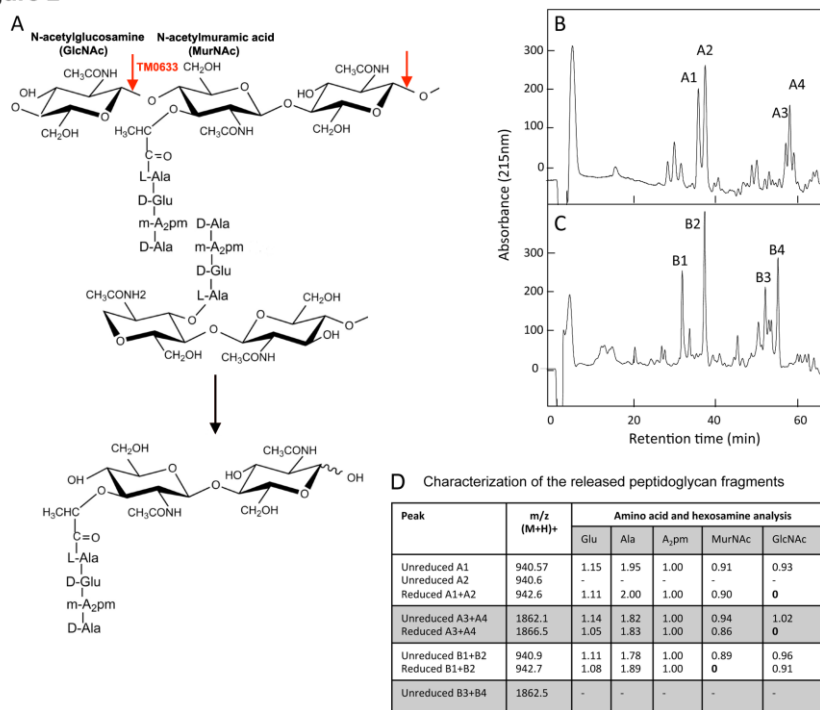 A
N-acetylglucosamine N-acetylmuramic acid
(GlcNAc) (MurNAc)
TM0633
CH₃CONH CH₂OH CH₃CONH
OH O O O HO O O
O CH₂OH O CH₃CONH O CH₂OH
H₃CHC
C=O
L-Ala
D-Glu
m-A₂pm
D-Ala
D-Ala
m-A₂pm
D-Glu
L-Ala
CH₃CONH2 O CH₂OH
O CH₂OH O CH₃CONH O OH O
CH₂OH CH₃CONH
OH O O HO OH
O CH₃CONH CH₂OH O
H₃CHC
C=O
L-Ala
D-Glu
m-A₂pm
D-Ala
B
Absorbance (215nm)
300
200
100
0
A1
A2
A3
A4
C
300
200
100
0
B1
B2
B3
B4
0 20 40 60
Retention time (min)
D Characterization of the released peptidoglycan fragments
Peak m/z (M+H)+ Amino acid and hexosamine analysis
Glu Ala A₂pm MurNAc GlcNAc
Unreduced A1 940.57 1.15 1.95 1.00 0.91 0.93
Unreduced A2 940.6 - - - - -
Reduced A1+A2 942.6 1.11 2.00 1.00 0.90 0
Unreduced A3+A4 1862.1 1.14 1.82 1.00 0.94 1.02
Reduced A3+A4 1866.5 1.05 1.83 1.00 0.86 0
Unreduced B1+B2 940.9 1.11 1.78 1.00 0.89 0.96
Reduced B1+B2 942.7 1.08 1.89 1.00 0 0.91
Unreduced B3+B4 1862.5 - - - - -